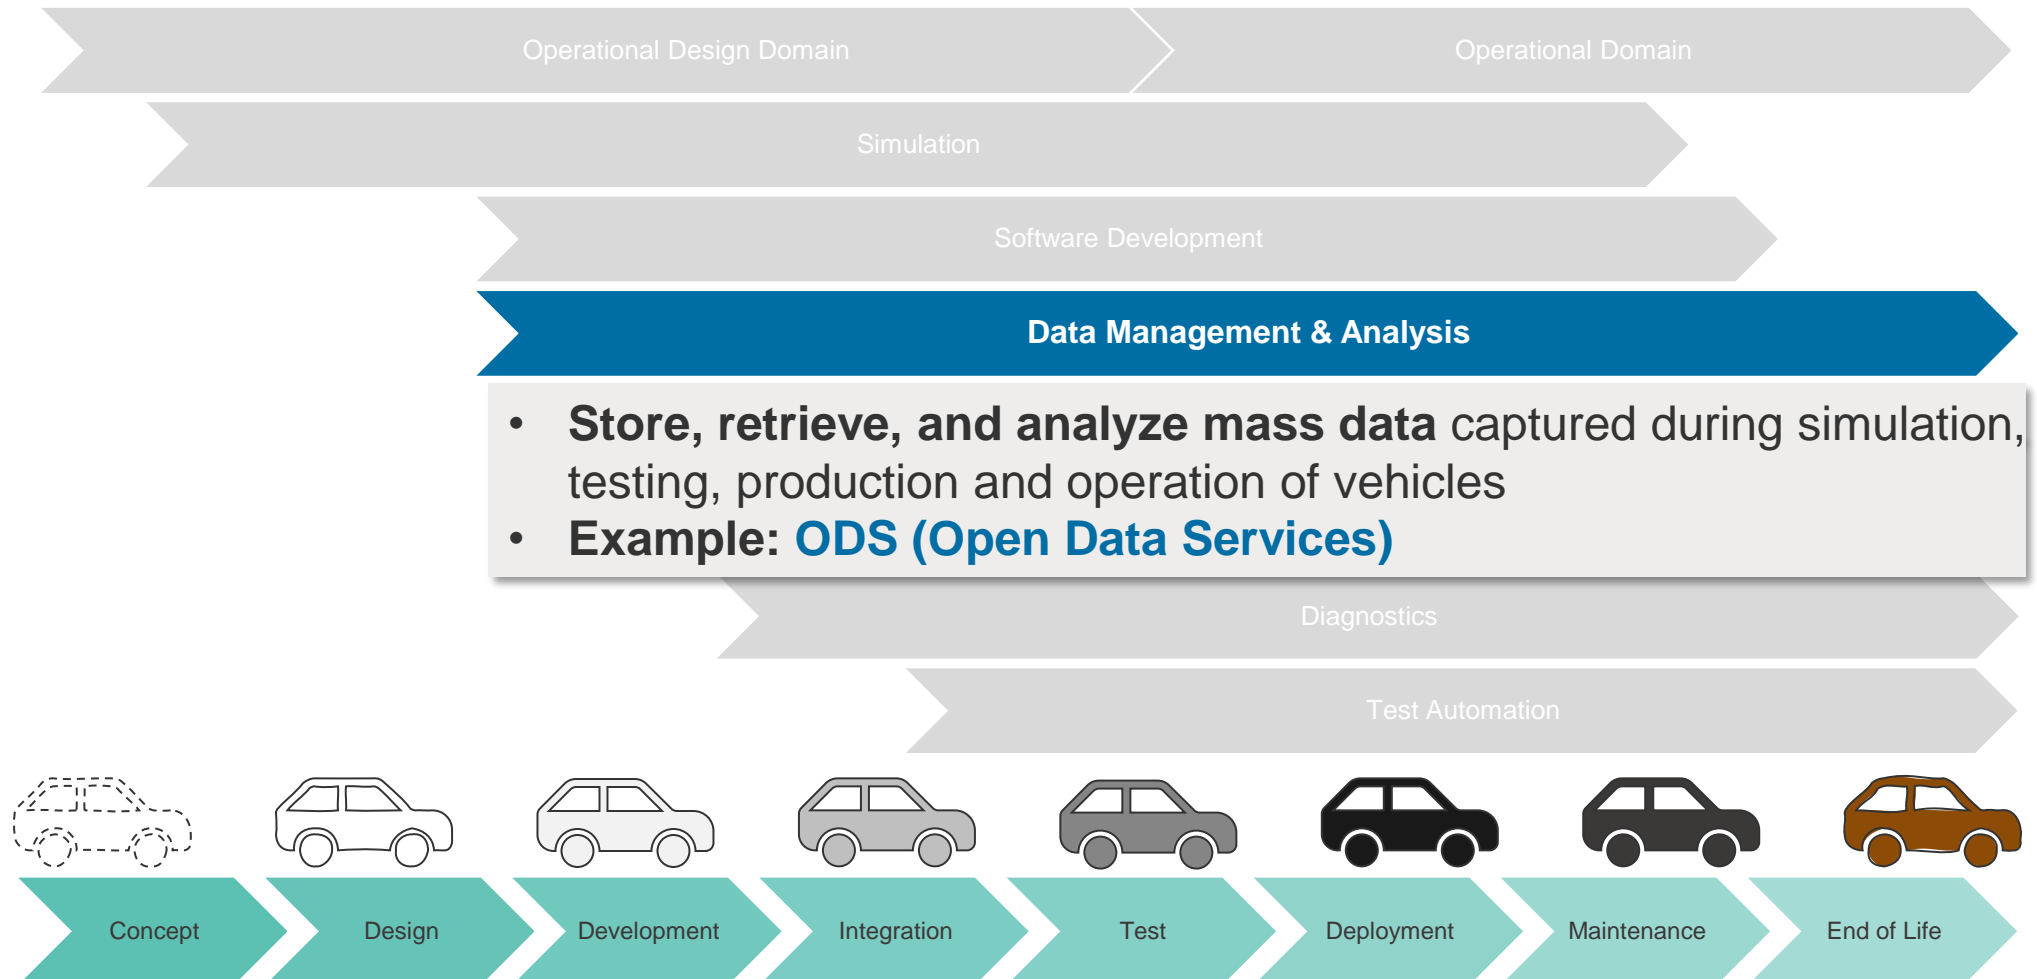 Operational Design Domain
Operational Domain
Simulation
Software Development
Data Management & Analysis
• Store, retrieve, and analyze mass data captured during simulation,
testing, production and operation of vehicles
• Example: ODS (Open Data Services)
Diagnostics
Test Automation
Concept
Design
Development
Integration
Test
Deployment
Maintenance
End of Life